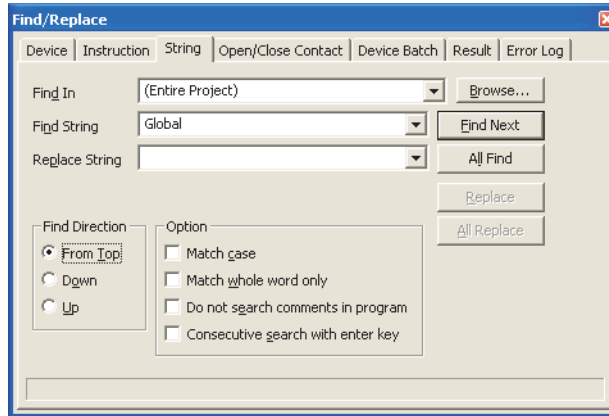 Find/Replace
Device Instruction String Open/Close Contact Device Batch Result Error Log
Find In (Entire Project) Browse...
Find String Global Find Next
Replace String All Find
Replace
All Replace
Find Direction Option
From Top Match case
Down Match whole word only
Up Do not search comments in program
Consecutive search with enter key